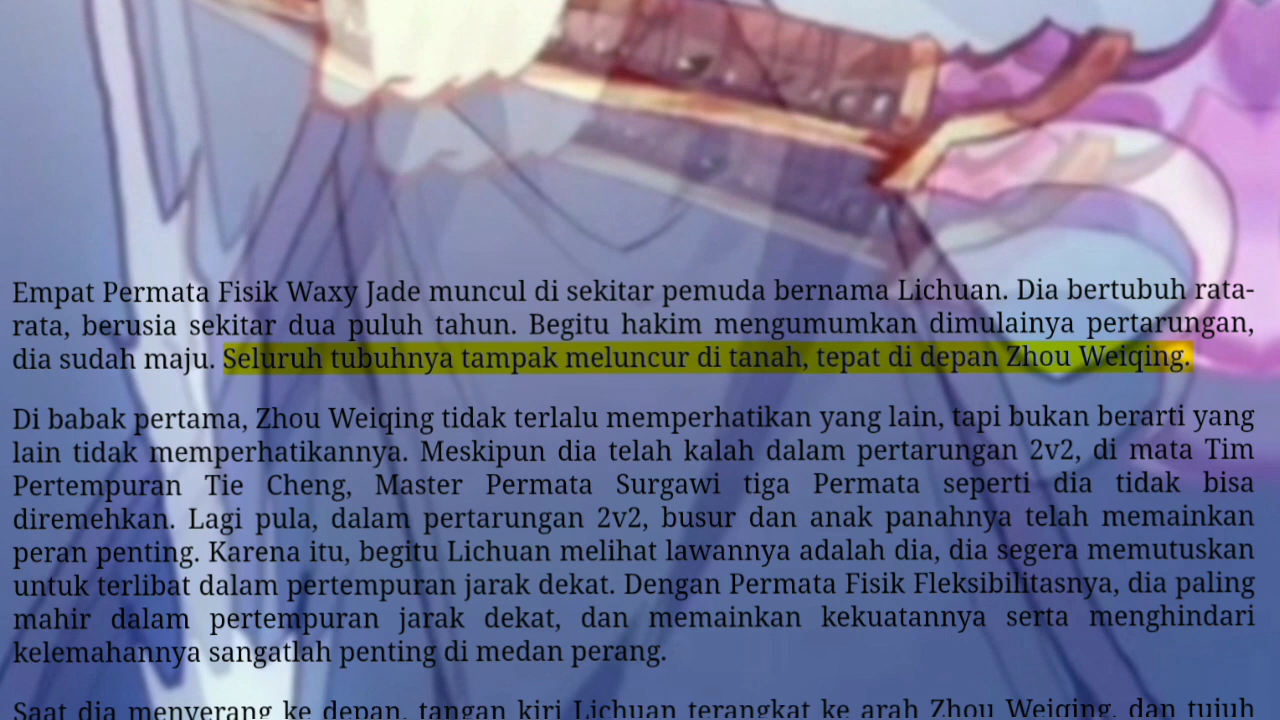 Empat Permata Fisik Waxy Jade muncul di sekitar pemuda bernama Lichuan. Dia bertubuh rata-
rata, berusia sekitar dua puluh tahun. Begitu hakim mengumumkan dimulainya pertarungan,
dia sudah maju. Seluruh tubuhnya tampak meluncur di tanah, tepat di depan Zhou Weiqing.
Di babak pertama, Zhou Weiqing tidak terlalu memperhatikan yang lain, tapi bukan berarti yang
lain tidak memperhatikannya. Meskipun dia telah kalah dalam pertarungan 2v2, di mata Tim
Pertempuran Tie Cheng, Master Permata Surgawi tiga Permata seperti dia tidak bisa
diremehkan. Lagi pula, dalam pertarungan 2v2, busur dan anak panahnya telah memainkan
peran penting. Karena itu, begitu Lichuan melihat lawannya adalah dia, dia segera memutuskan
untuk terlibat dalam pertempuran jarak dekat. Dengan Permata Fisik Fleksibilitasnya, dia paling
mahir dalam pertempuran jarak dekat, dan memainkan kekuatannya serta menghindari
kelemahannya sangatlah penting di medan perang.
Saat dia menyerang ke depan, tangan kiri Lichuan terangkat ke arah Zhou Weiqing, dan tujuh